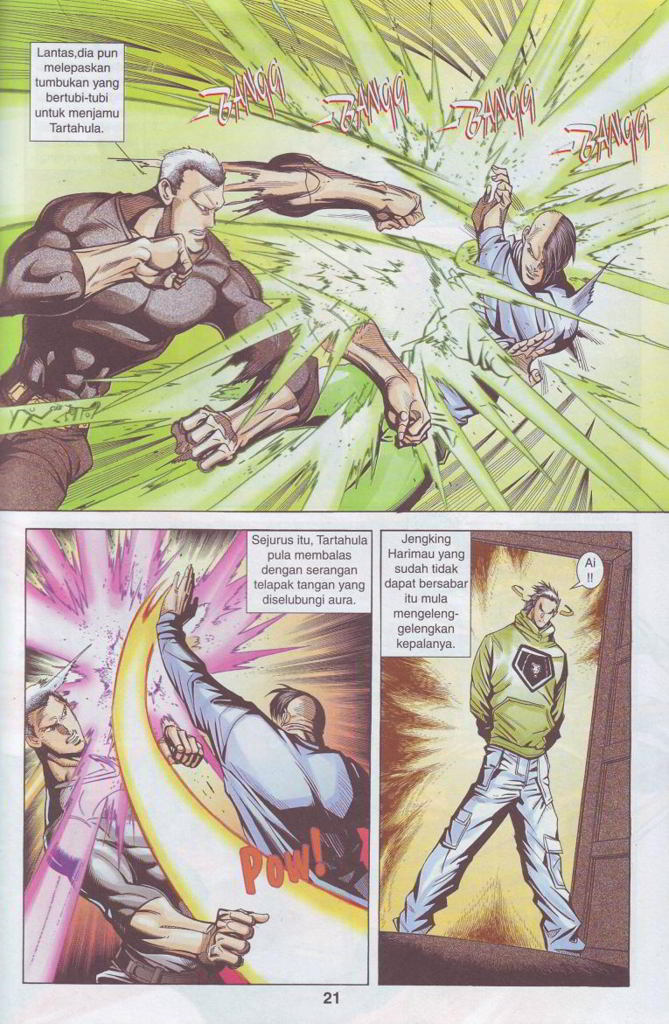 Lantas,dia pun
melepaskan
tumbukan yang
bertubi-tubi
untuk menjamu
Tartahula.
BANGG
BANGG
BANGG
BANGG
Sejurus itu, Tartahula
pula membalas
dengan serangan
telapak tangan yang
diselubungi aura.
POW!
Jengking
Harimau yang
sudah tidak
dapat bersabar
itu mula
mengeleng-
gelengkan
kepalanya.
Ai
!!
21